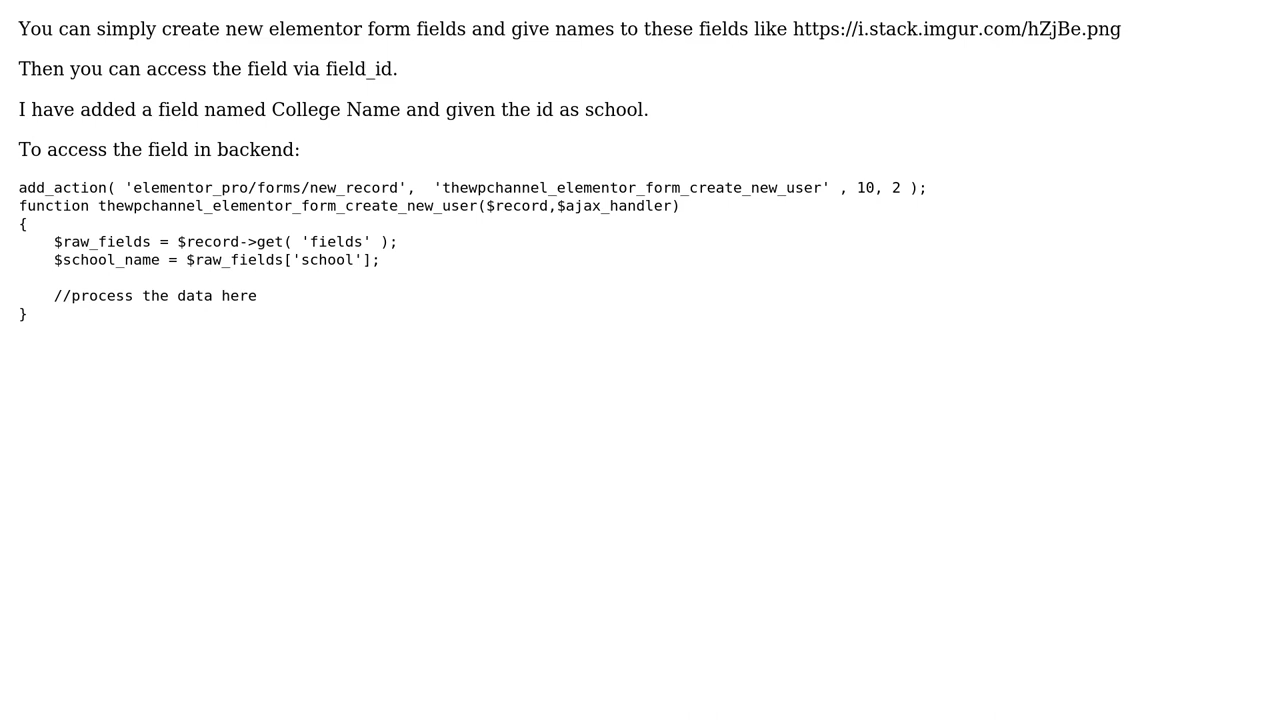 You can simply create new elementor form fields and give names to these fields like https://i.stack.imgur.com/hZjBe.png
Then you can access the field via field_id.
I have added a field named College Name and given the id as school.
To access the field in backend:
add_action( 'elementor_pro/forms/new_record',  'thewpchannel_elementor_form_create_new_user' , 10, 2 );
function thewpchannel_elementor_form_create_new_user($record,$ajax_handler)
{
    $raw_fields = $record->get( 'fields' );
    $school_name = $raw_fields['school'];

    //process the data here
}